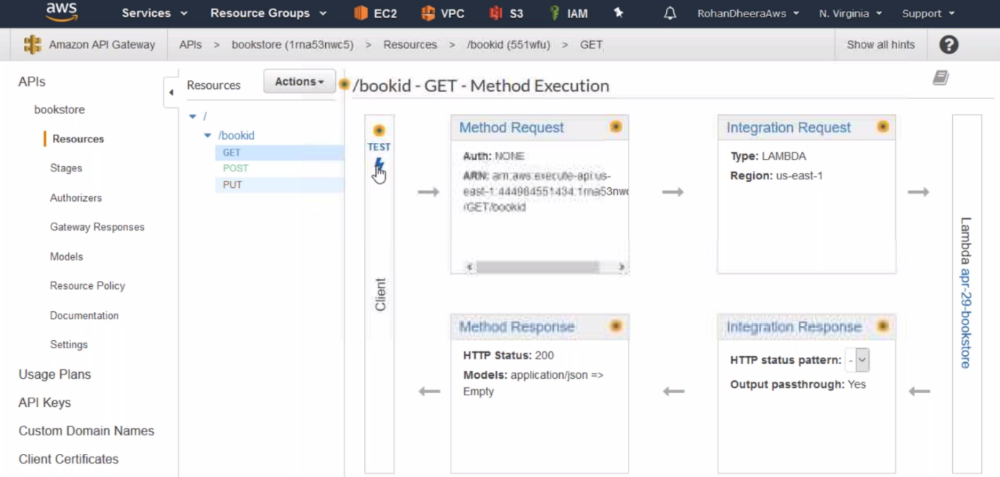 aws Services Resource Groups EC2 VPC S3 IAM RohanDheeraAws N. Virginia Support
Amazon API Gateway APIs > bookstore (1rna53nwc5) > Resources > /bookid (551wfu) > GET Show all hints ?
APIs
bookstore
Resources
Stages
Authorizers
Gateway Responses
Models
Resource Policy
Documentation
Settings
Usage Plans
API Keys
Custom Domain Names
Client Certificates
Resources Actions
/
/bookid
GET
POST
PUT
/bookid - GET - Method Execution
TEST
Client
Method Request
Auth: NONE
ARN: arn:aws:execute-api:us-
east-1:444984551434:1rna53nwc
/GET/bookid
Integration Request
Type: LAMBDA
Region: us-east-1
Lambda apr-29-bookstore
Method Response
HTTP Status: 200
Models: application/json =>
Empty
Integration Response
HTTP status pattern: -
Output passthrough: Yes